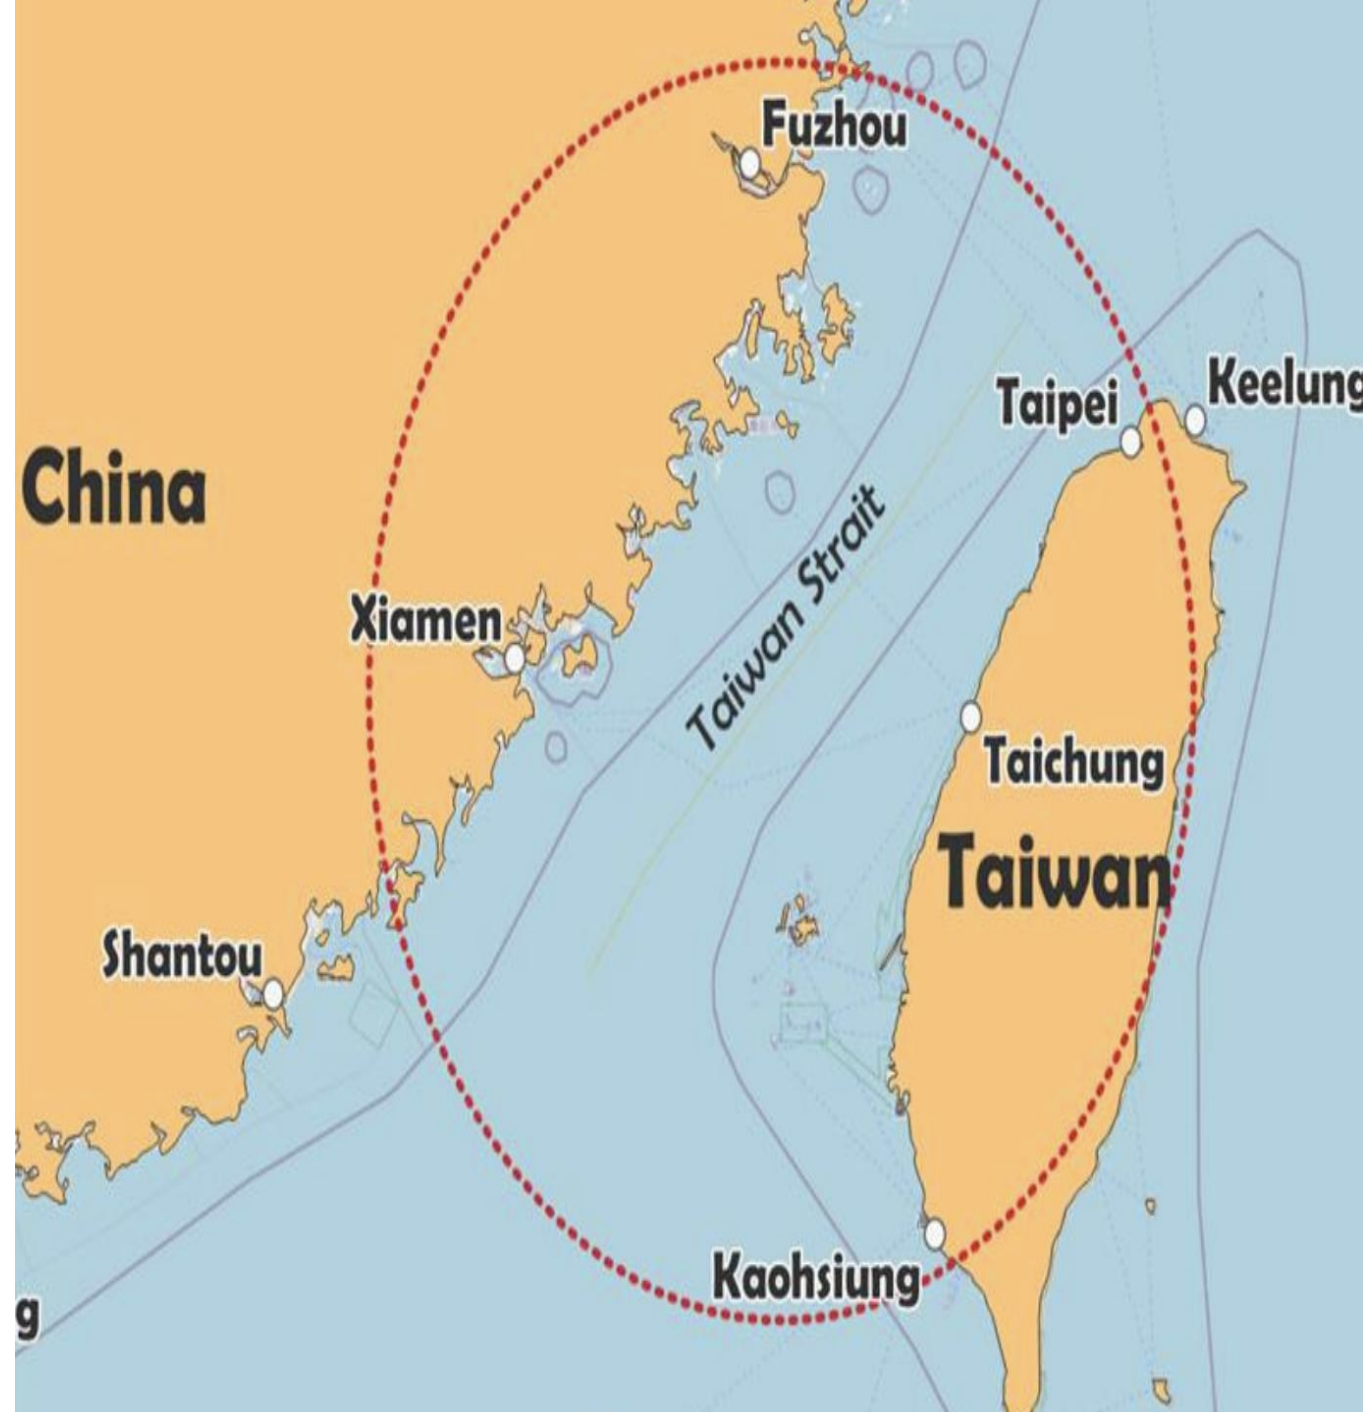 Fuzhou
Keelung
Taipei
China
Taiwan Strait
Xiamen
Taichung
Taiwan
Shantou
Kaohsiung
g